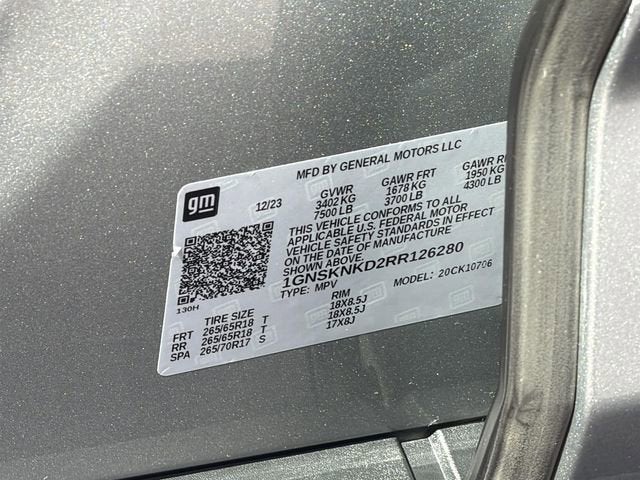 MFD BY GENERAL MOTORS LLC
gm
12/23
GVWR
3402 KG
7500 LB
GAWR FRT
1678 KG
3700 LB
GAWR
1950 KG
4300 LB
THIS VEHICLE CONFORMS TO ALL
APPLICABLE U.S. FEDERAL MOTOR
VEHICLE SAFETY STANDARDS IN EFFECT
ON THE DATE OF MANUFACTURE
SHOWN ABOVE.
1GNSKNKD2RR126280
TYPE: MPV
MODEL: 20CK10706
130H
TIRE SIZE
RIM
FRT 265/65R18 T 18X8.5J
RR 265/65R18 T 18X8.5J
SPA 265/70R17 S 17X8J